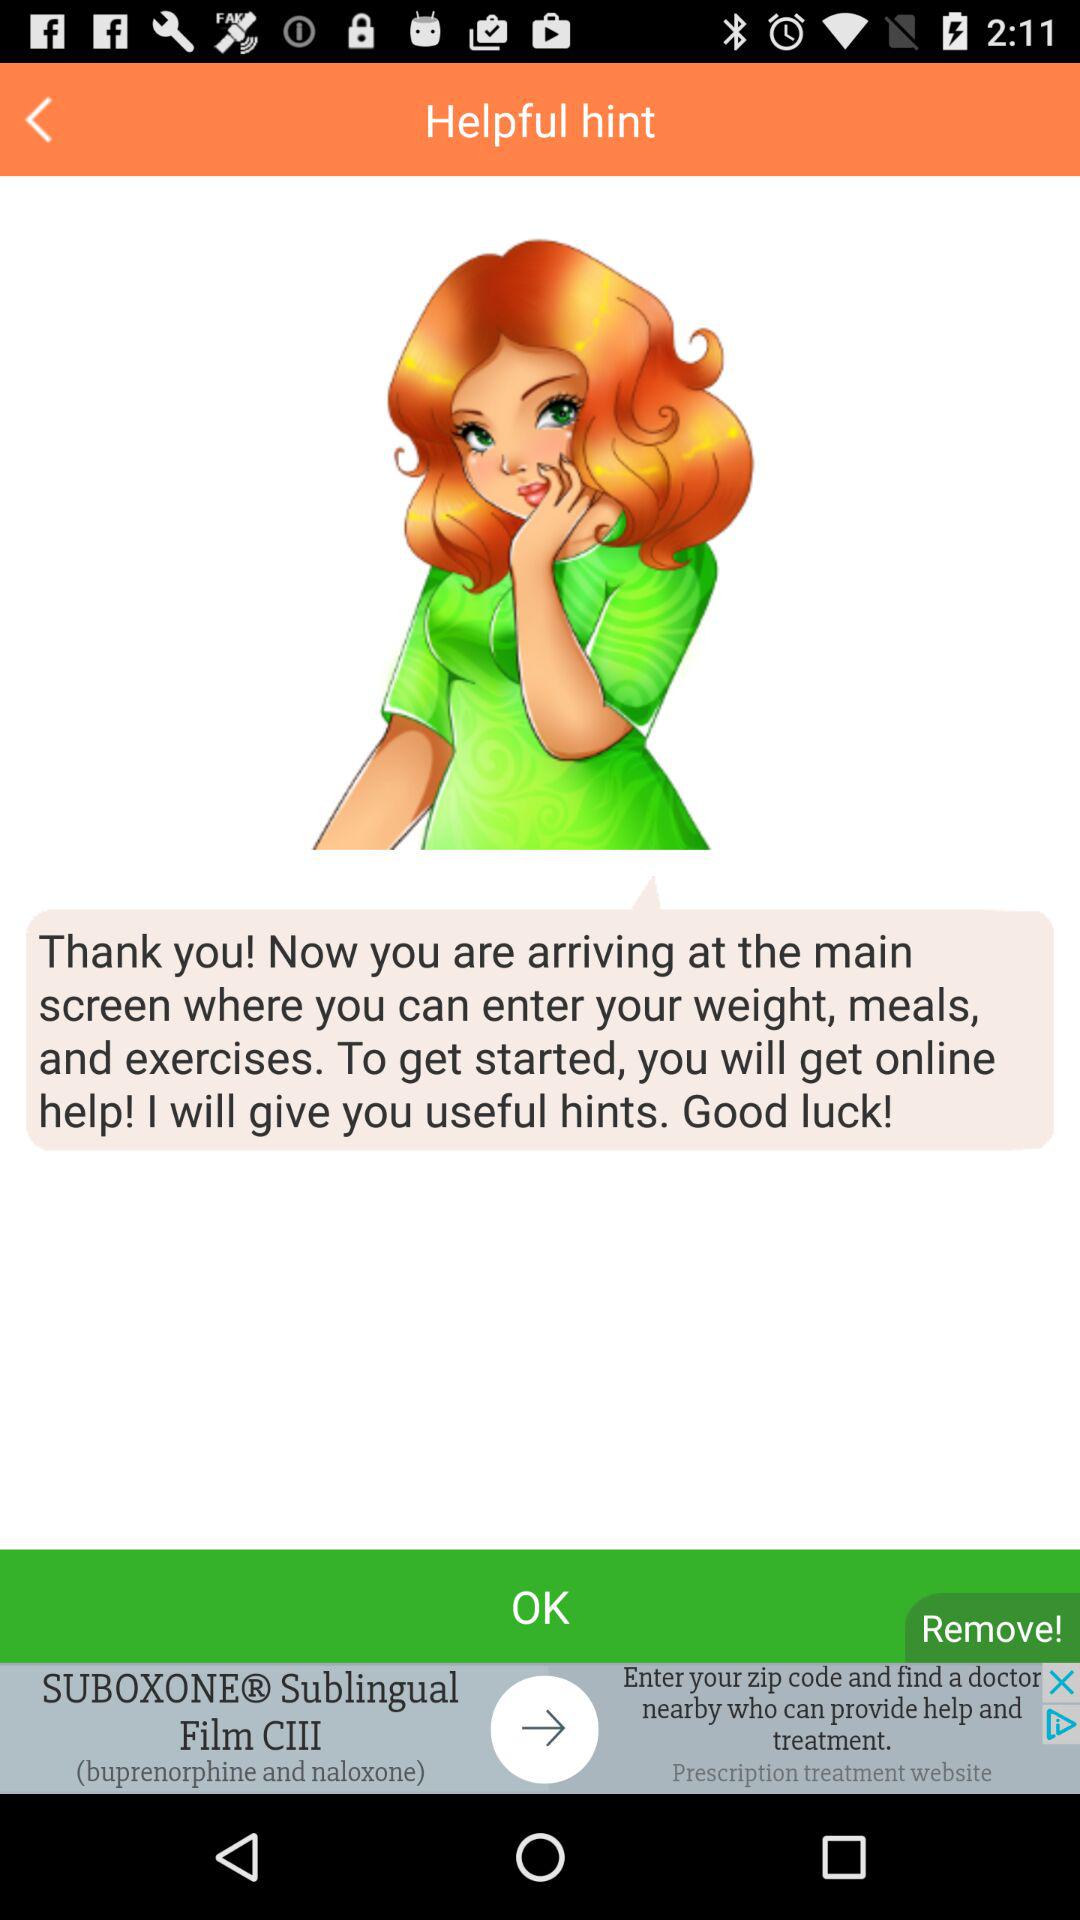 FAKE
2:11
Helpful hint
Thank you! Now you are arriving at the main
screen where you can enter your weight, meals,
and exercises. To get started, you will get online
help! I will give you useful hints. Good luck!
OK
Remove!
SUBOXONE® Sublingual
Film CIII
(buprenorphine and naloxone)
Enter your zip code and find a doctor
nearby who can provide help and
treatment.
Prescription treatment website